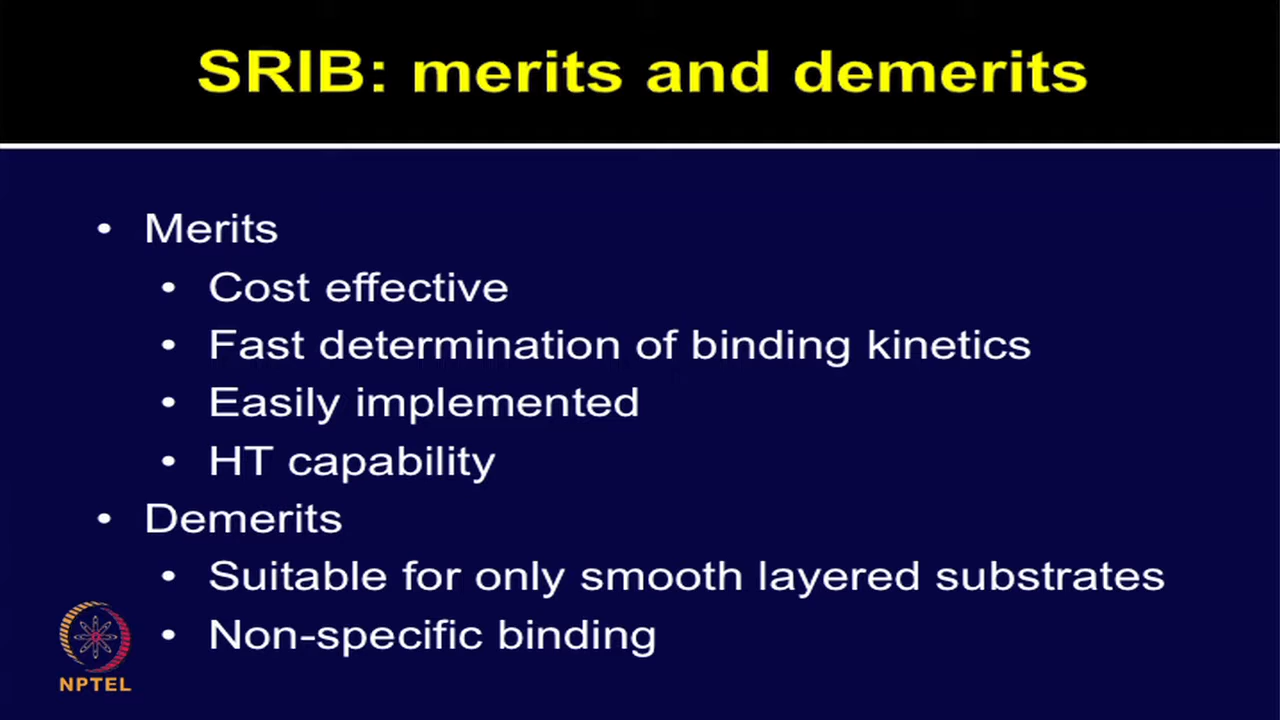 SRIB: merits and demerits
• Merits
• Cost effective
• Fast determination of binding kinetics
• Easily implemented
• HT capability
• Demerits
• Suitable for only smooth layered substrates
• Non-specific binding
NPTEL